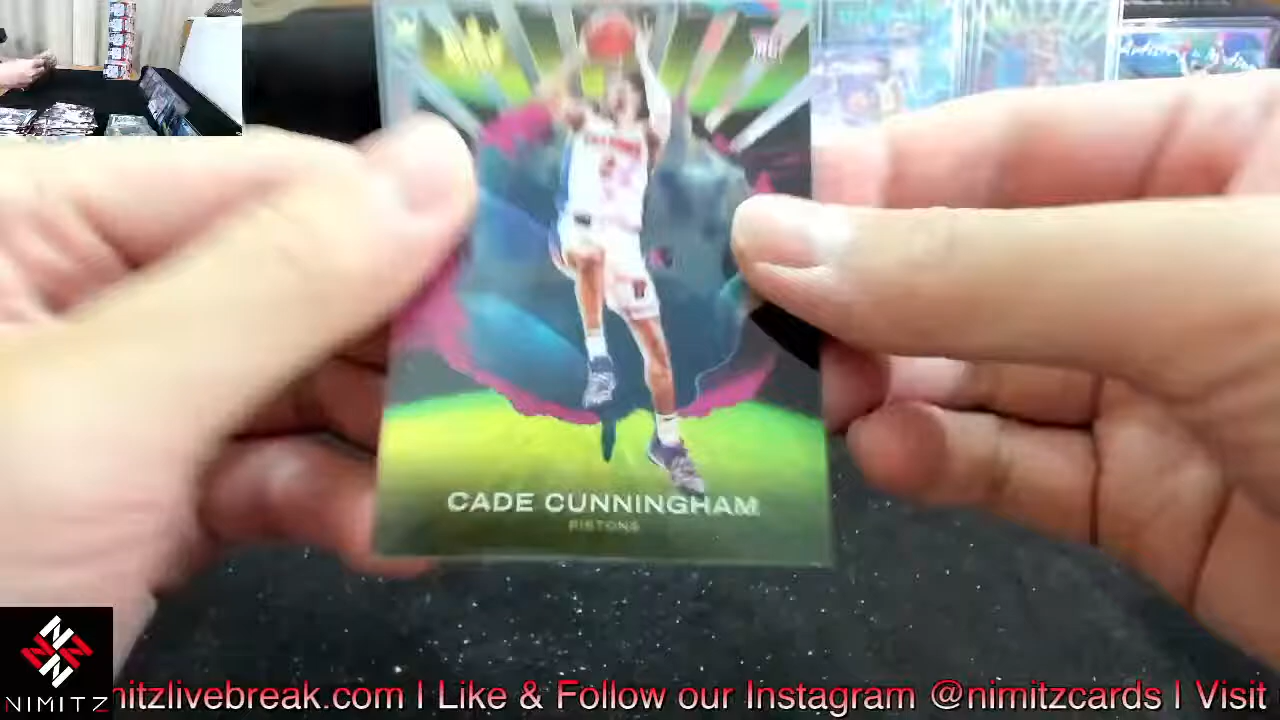 CADE CUNNINGHAM
PISTONS
NIMITZ
nitzlivebreak.com | Like & Follow our Instagram @nimitzcards | Visit